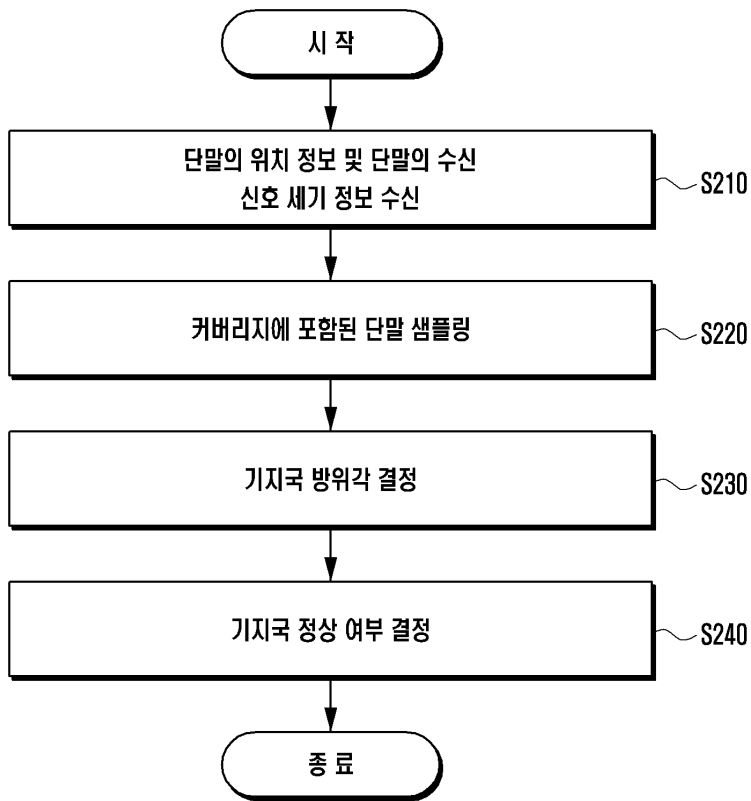 시 작
단말의 위치 정보 및 단말의 수신
신호 세기 정보 수신
S210
커버리지에 포함된 단말 샘플링
S220
기지국 방위각 결정
S230
기지국 정상 여부 결정
S240
종 료